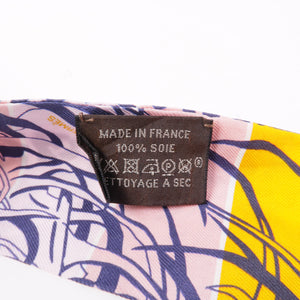 MADE IN FRANCE
100% SOIE
ETTOYAGE A SEC